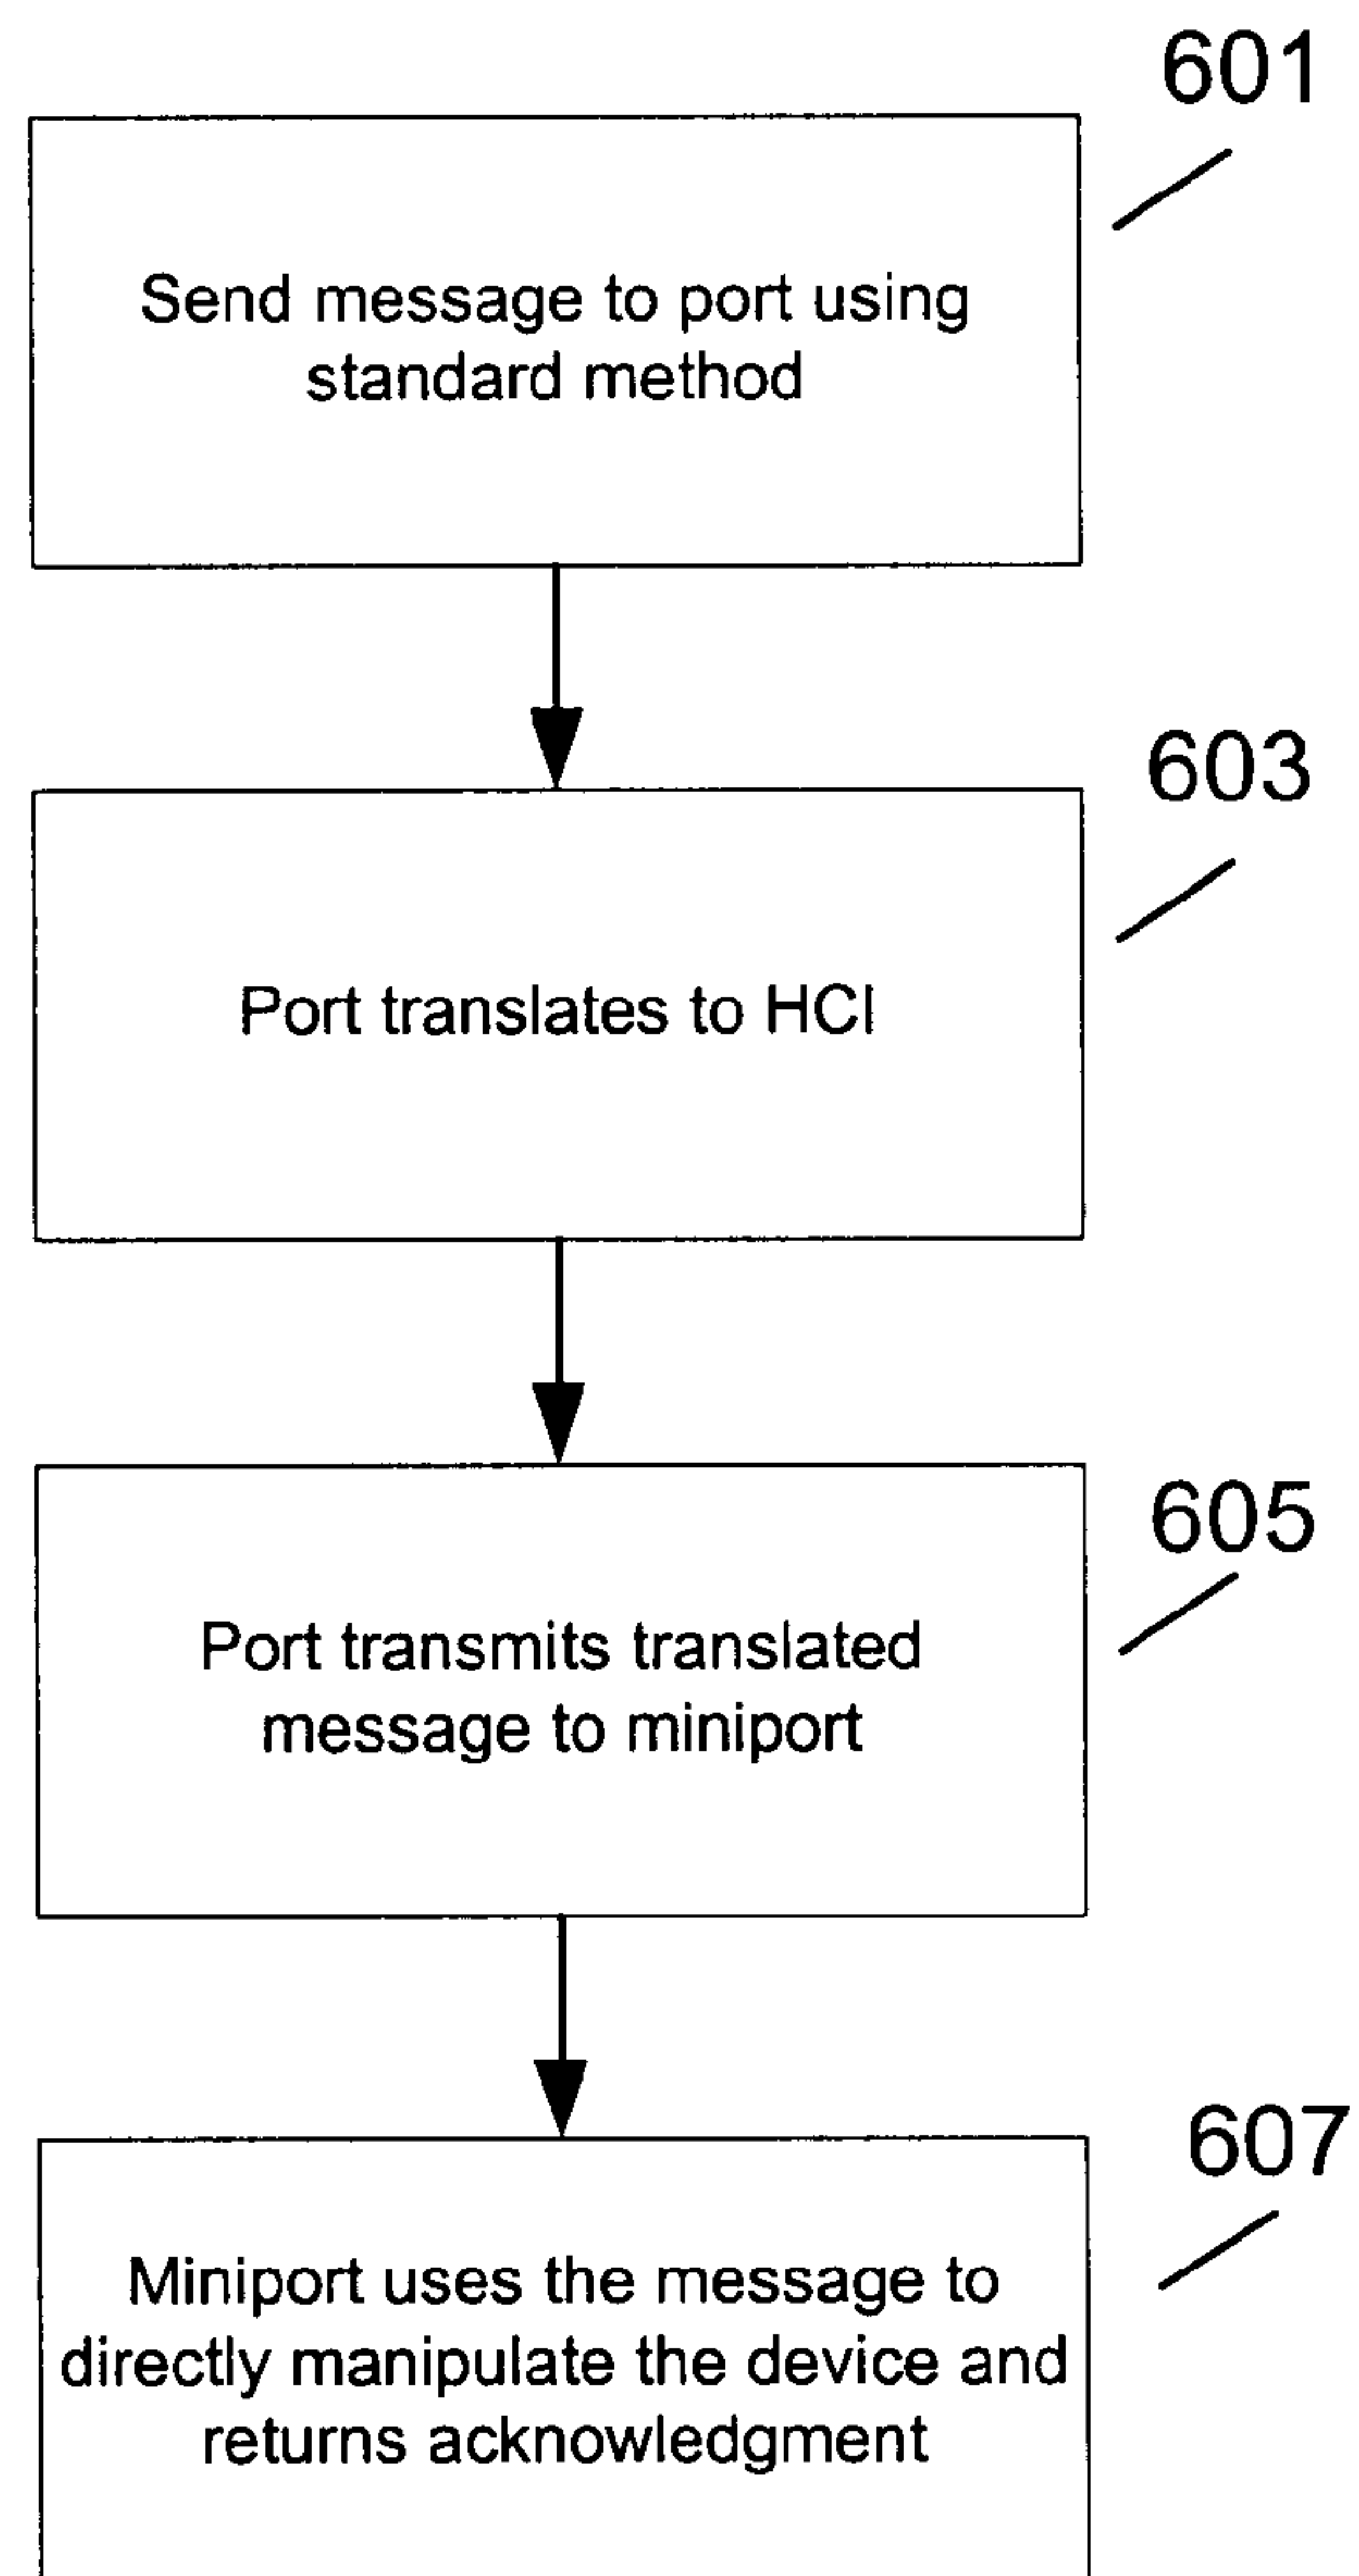 601
Send message to port using
standard method
603
Port translates to HCI
605
Port transmits translated
message to miniport
607
Miniport uses the message to
directly manipulate the device and
returns acknowledgment